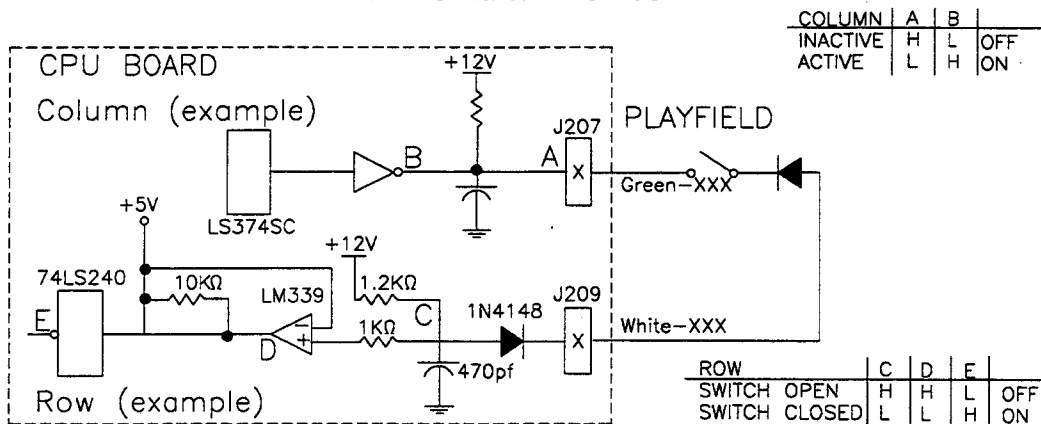 COLUMN A B
INACTIVE H L OFF
ACTIVE L H ON
CPU BOARD
+12V
Column (example)
J207
PLAYFIELD
B
A
X
Green-XXX
LS374SC
+5V
+12V
74LS240
10KΩ
LM339
1.2KΩ
C
1N4148
J209
E
D
−
+
1KΩ
X
White-XXX
470pf
Row (example)
ROW C D E
SWITCH OPEN H H L OFF
SWITCH CLOSED L L H ON